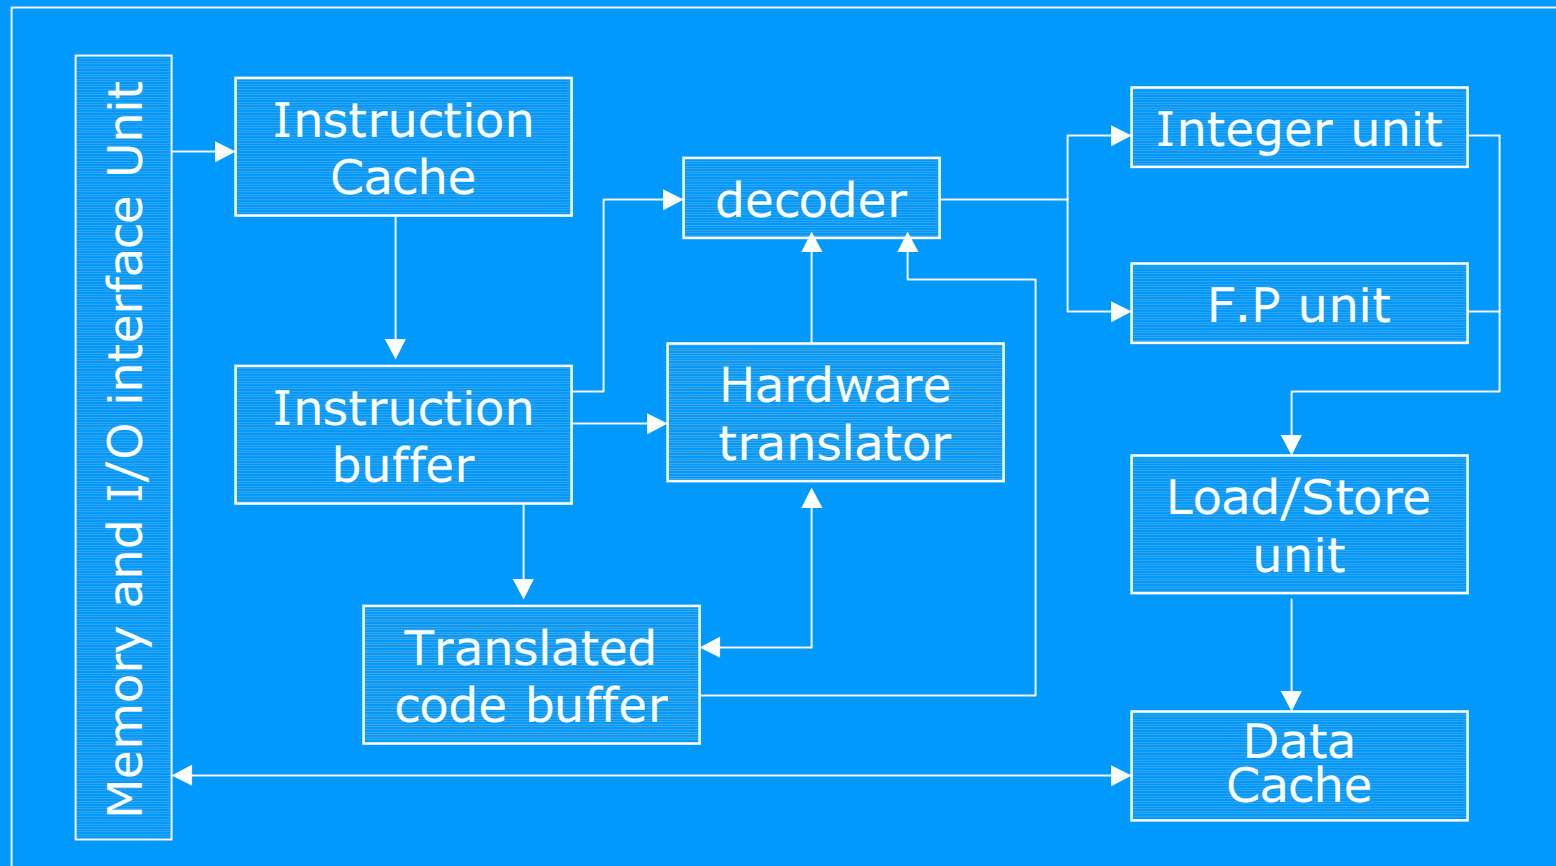 Memory and I/O interface Unit
Instruction
Cache
Instruction
buffer
Translated
code buffer
decoder
Hardware
translator
Integer unit
F.P unit
Load/Store
unit
Data
Cache